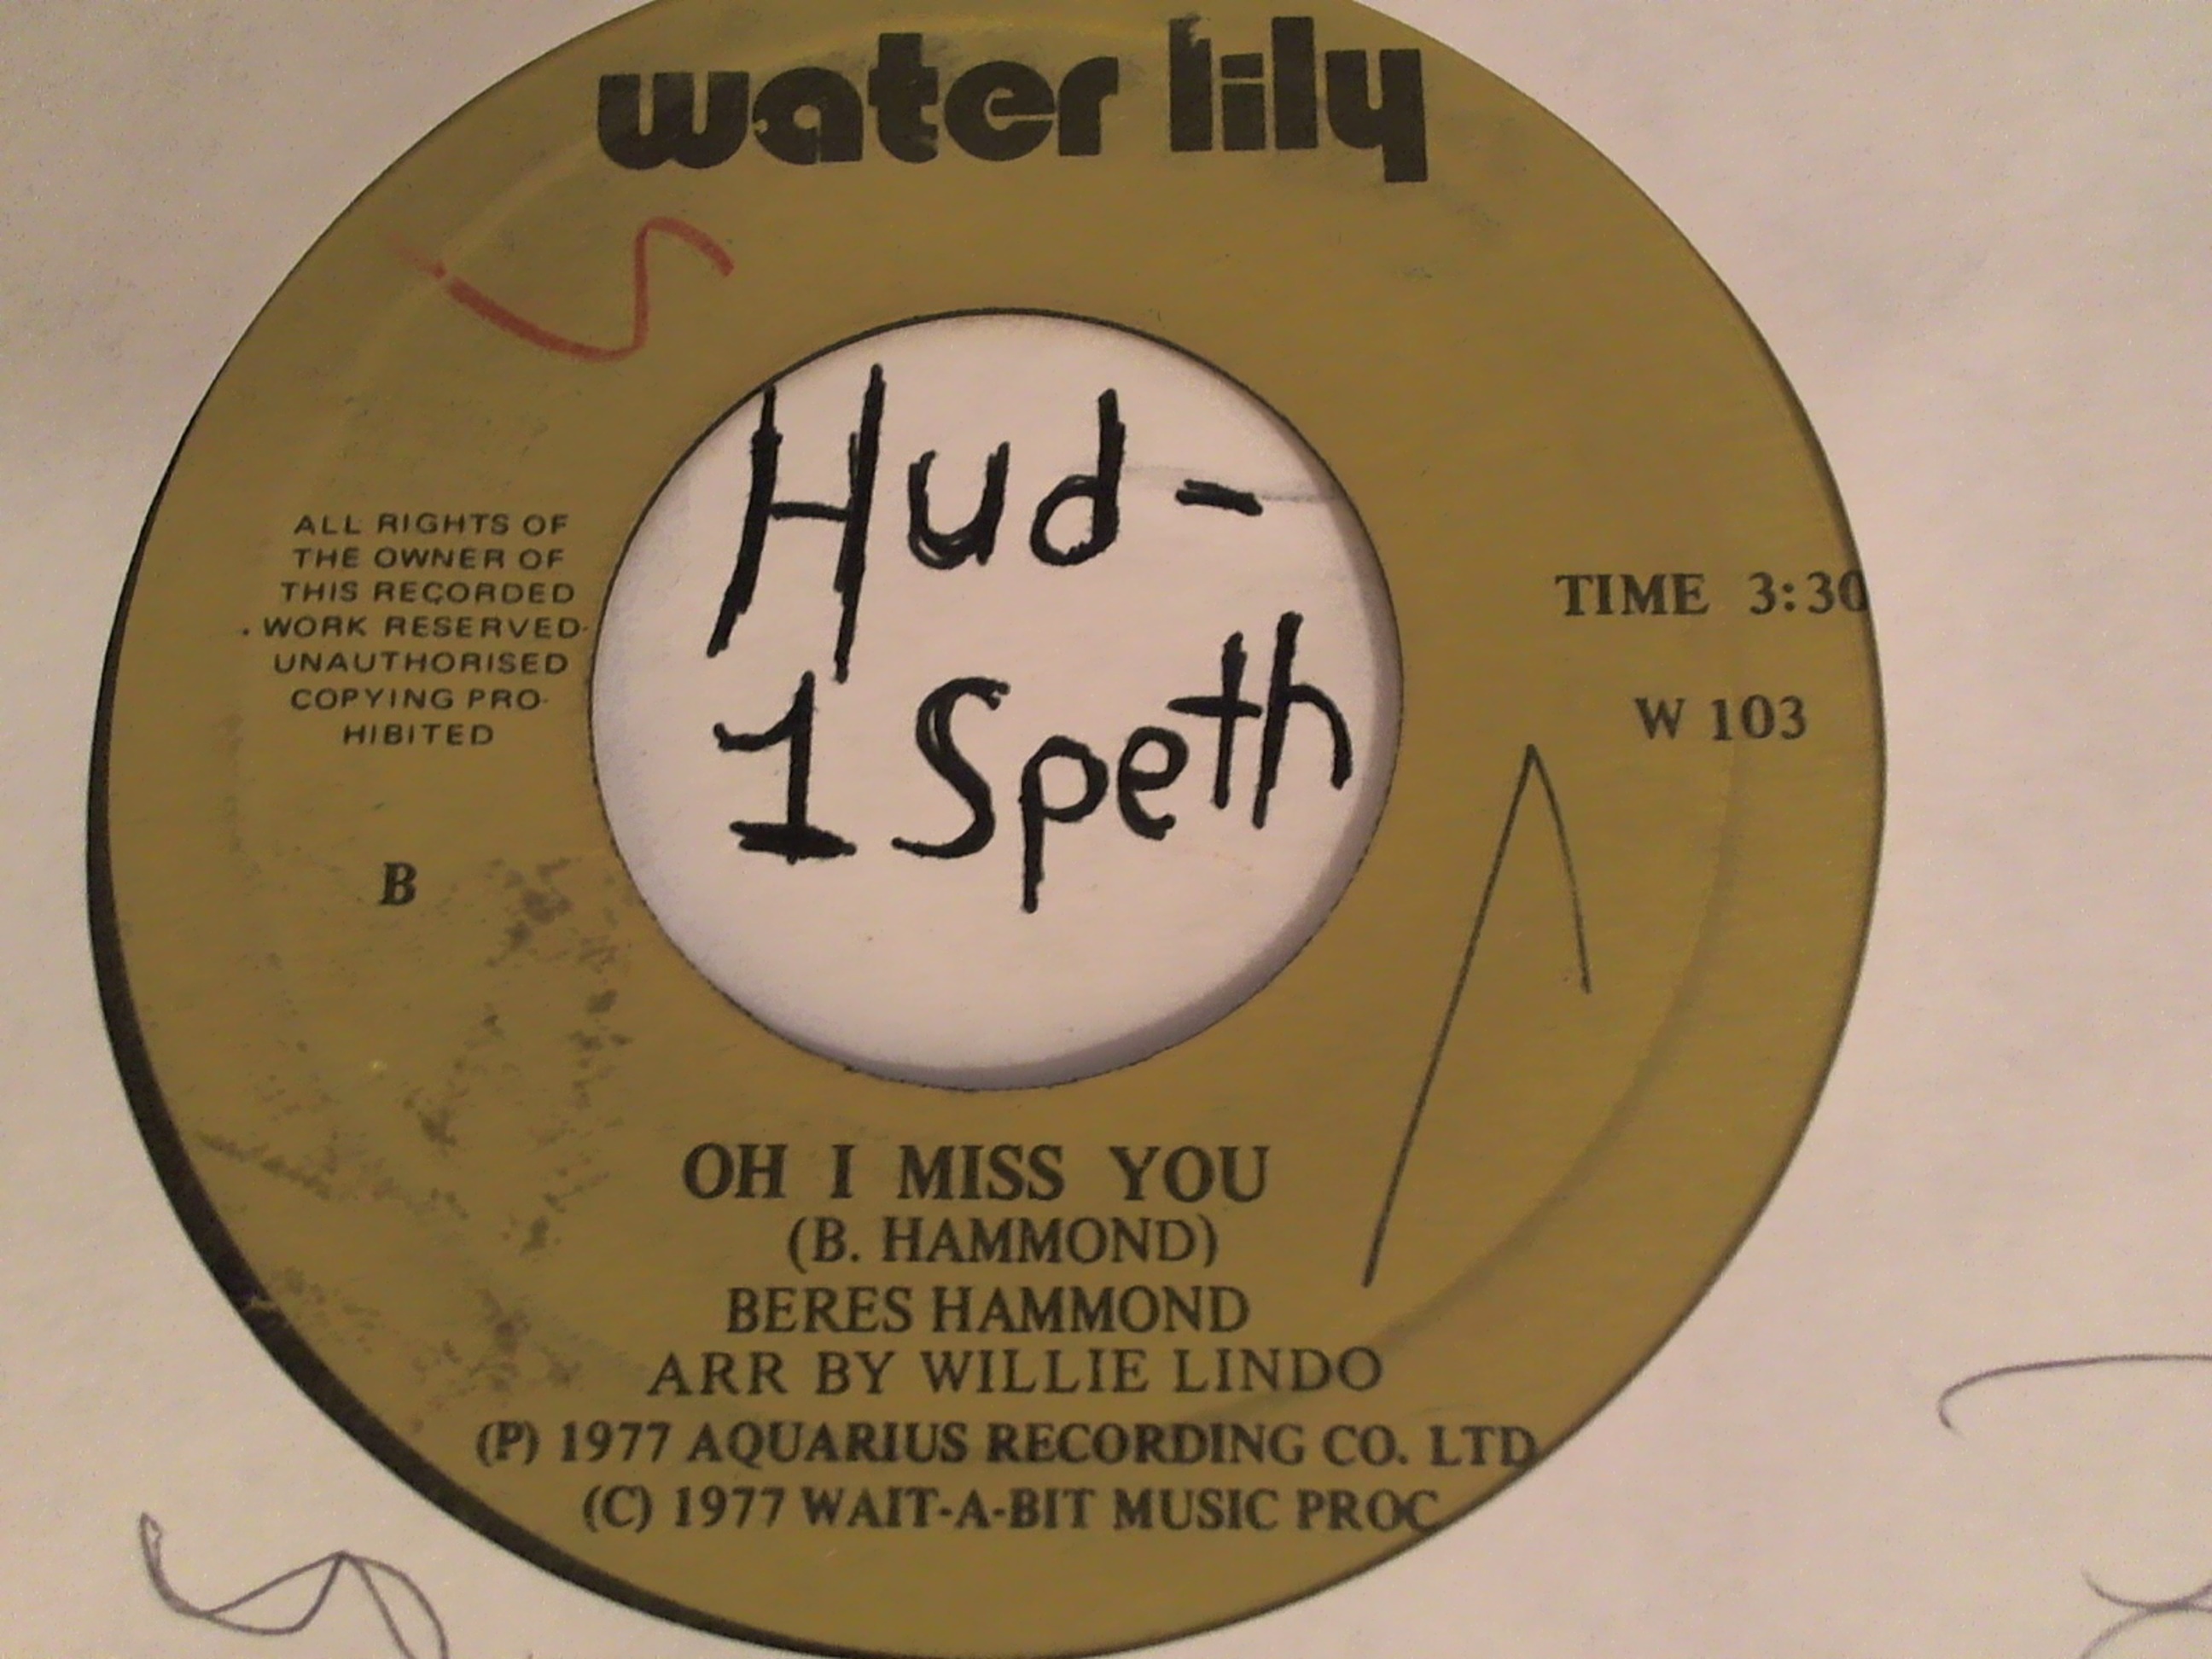 water lily
Hud-
1 Speth
ALL RIGHTS OF
THE OWNER OF
THIS RECORDED
. WORK RESERVED·
UNAUTHORISED
COPYING PRO-
HIBITED
TIME 3:30
W 103
B
OH I MISS YOU
(B. HAMMOND)
BERES HAMMOND
ARR BY WILLIE LINDO
(P) 1977 AQUARIUS RECORDING CO. LTD
(C) 1977 WAIT-A-BIT MUSIC PROC